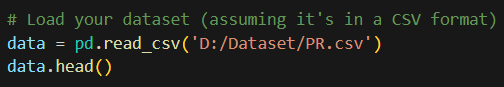 # Load your dataset (assuming it's in a CSV format)
data = pd.read_csv('D:/Dataset/PR.csv')
data.head()